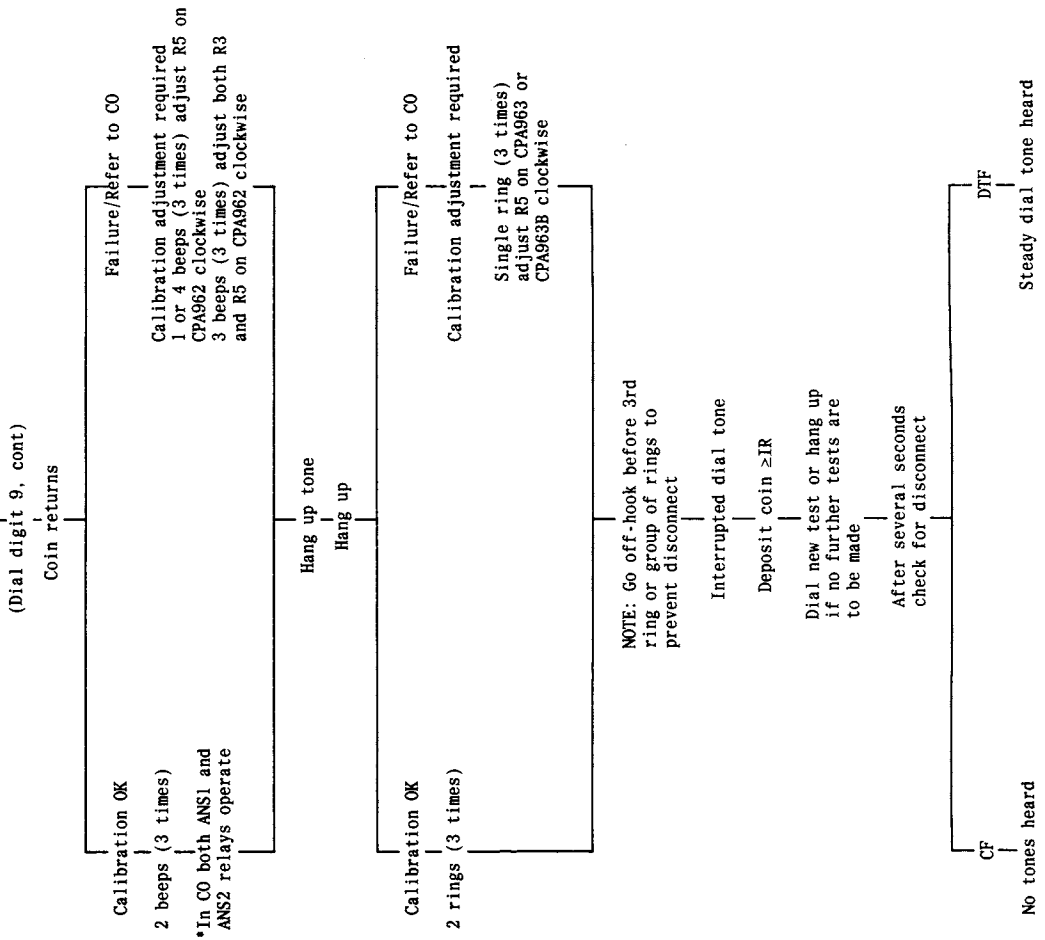 (Dial digit 9, cont)
Coin returns
Calibration OK
2 beeps (3 times)
*In CO both ANS1 and
ANS2 relays operate
Failure/Refer to CO
Calibration adjustment required
1 or 4 beeps (3 times) adjust R5 on
CPA962 clockwise
3 beeps (3 times) adjust both R3
and R5 on CPA962 clockwise
Hang up tone
Hang up
Calibration OK
2 rings (3 times)
Failure/Refer to CO
Calibration adjustment required
Single ring (3 times)
adjust R5 on CPA963 or
CPA963B clockwise
NOTE: Go off-hook before 3rd
ring or group of rings to
prevent disconnect
Interrupted dial tone
Deposit coin ≥IR
Dial new test or hang up
if no further tests are
to be made
After several seconds
check for disconnect
CF
No tones heard
DTF
Steady dial tone heard